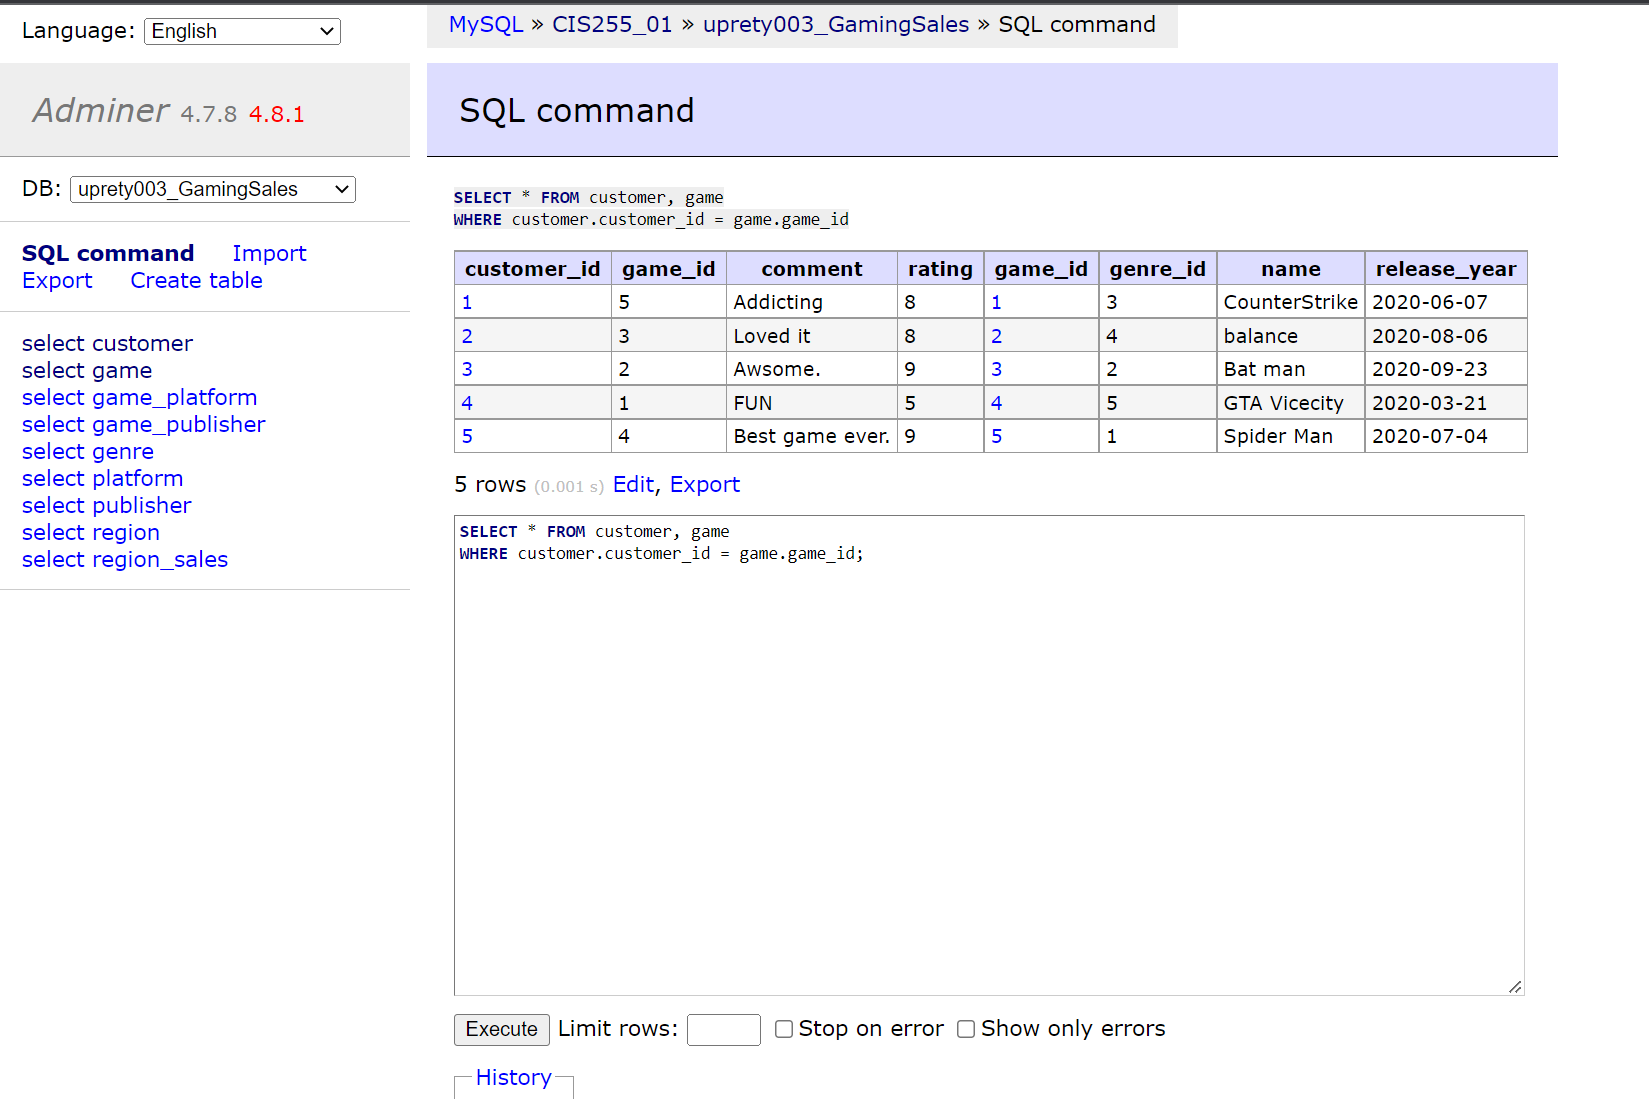 Language: English
MySQL » CIS255_01 » uprety003_GamingSales » SQL command
Adminer 4.7.8 4.8.1
SQL command
DB: uprety003_GamingSales
SQL command Import
Export Create table
select customer
select game
select game_platform
select game_publisher
select genre
select platform
select publisher
select region
select region_sales
SELECT * FROM customer, game
WHERE customer.customer_id = game.game_id
customer_id game_id comment rating game_id genre_id name release_year
1 5 Addicting 8 1 3 CounterStrike 2020-06-07
2 3 Loved it 8 2 4 balance 2020-08-06
3 2 Awsome. 9 3 2 Bat man 2020-09-23
4 1 FUN 5 4 5 GTA Vicecity 2020-03-21
5 4 Best game ever. 9 5 1 Spider Man 2020-07-04
5 rows (0.001 s) Edit, Export
SELECT * FROM customer, game
WHERE customer.customer_id = game.game_id;
Execute Limit rows: Stop on error Show only errors
History